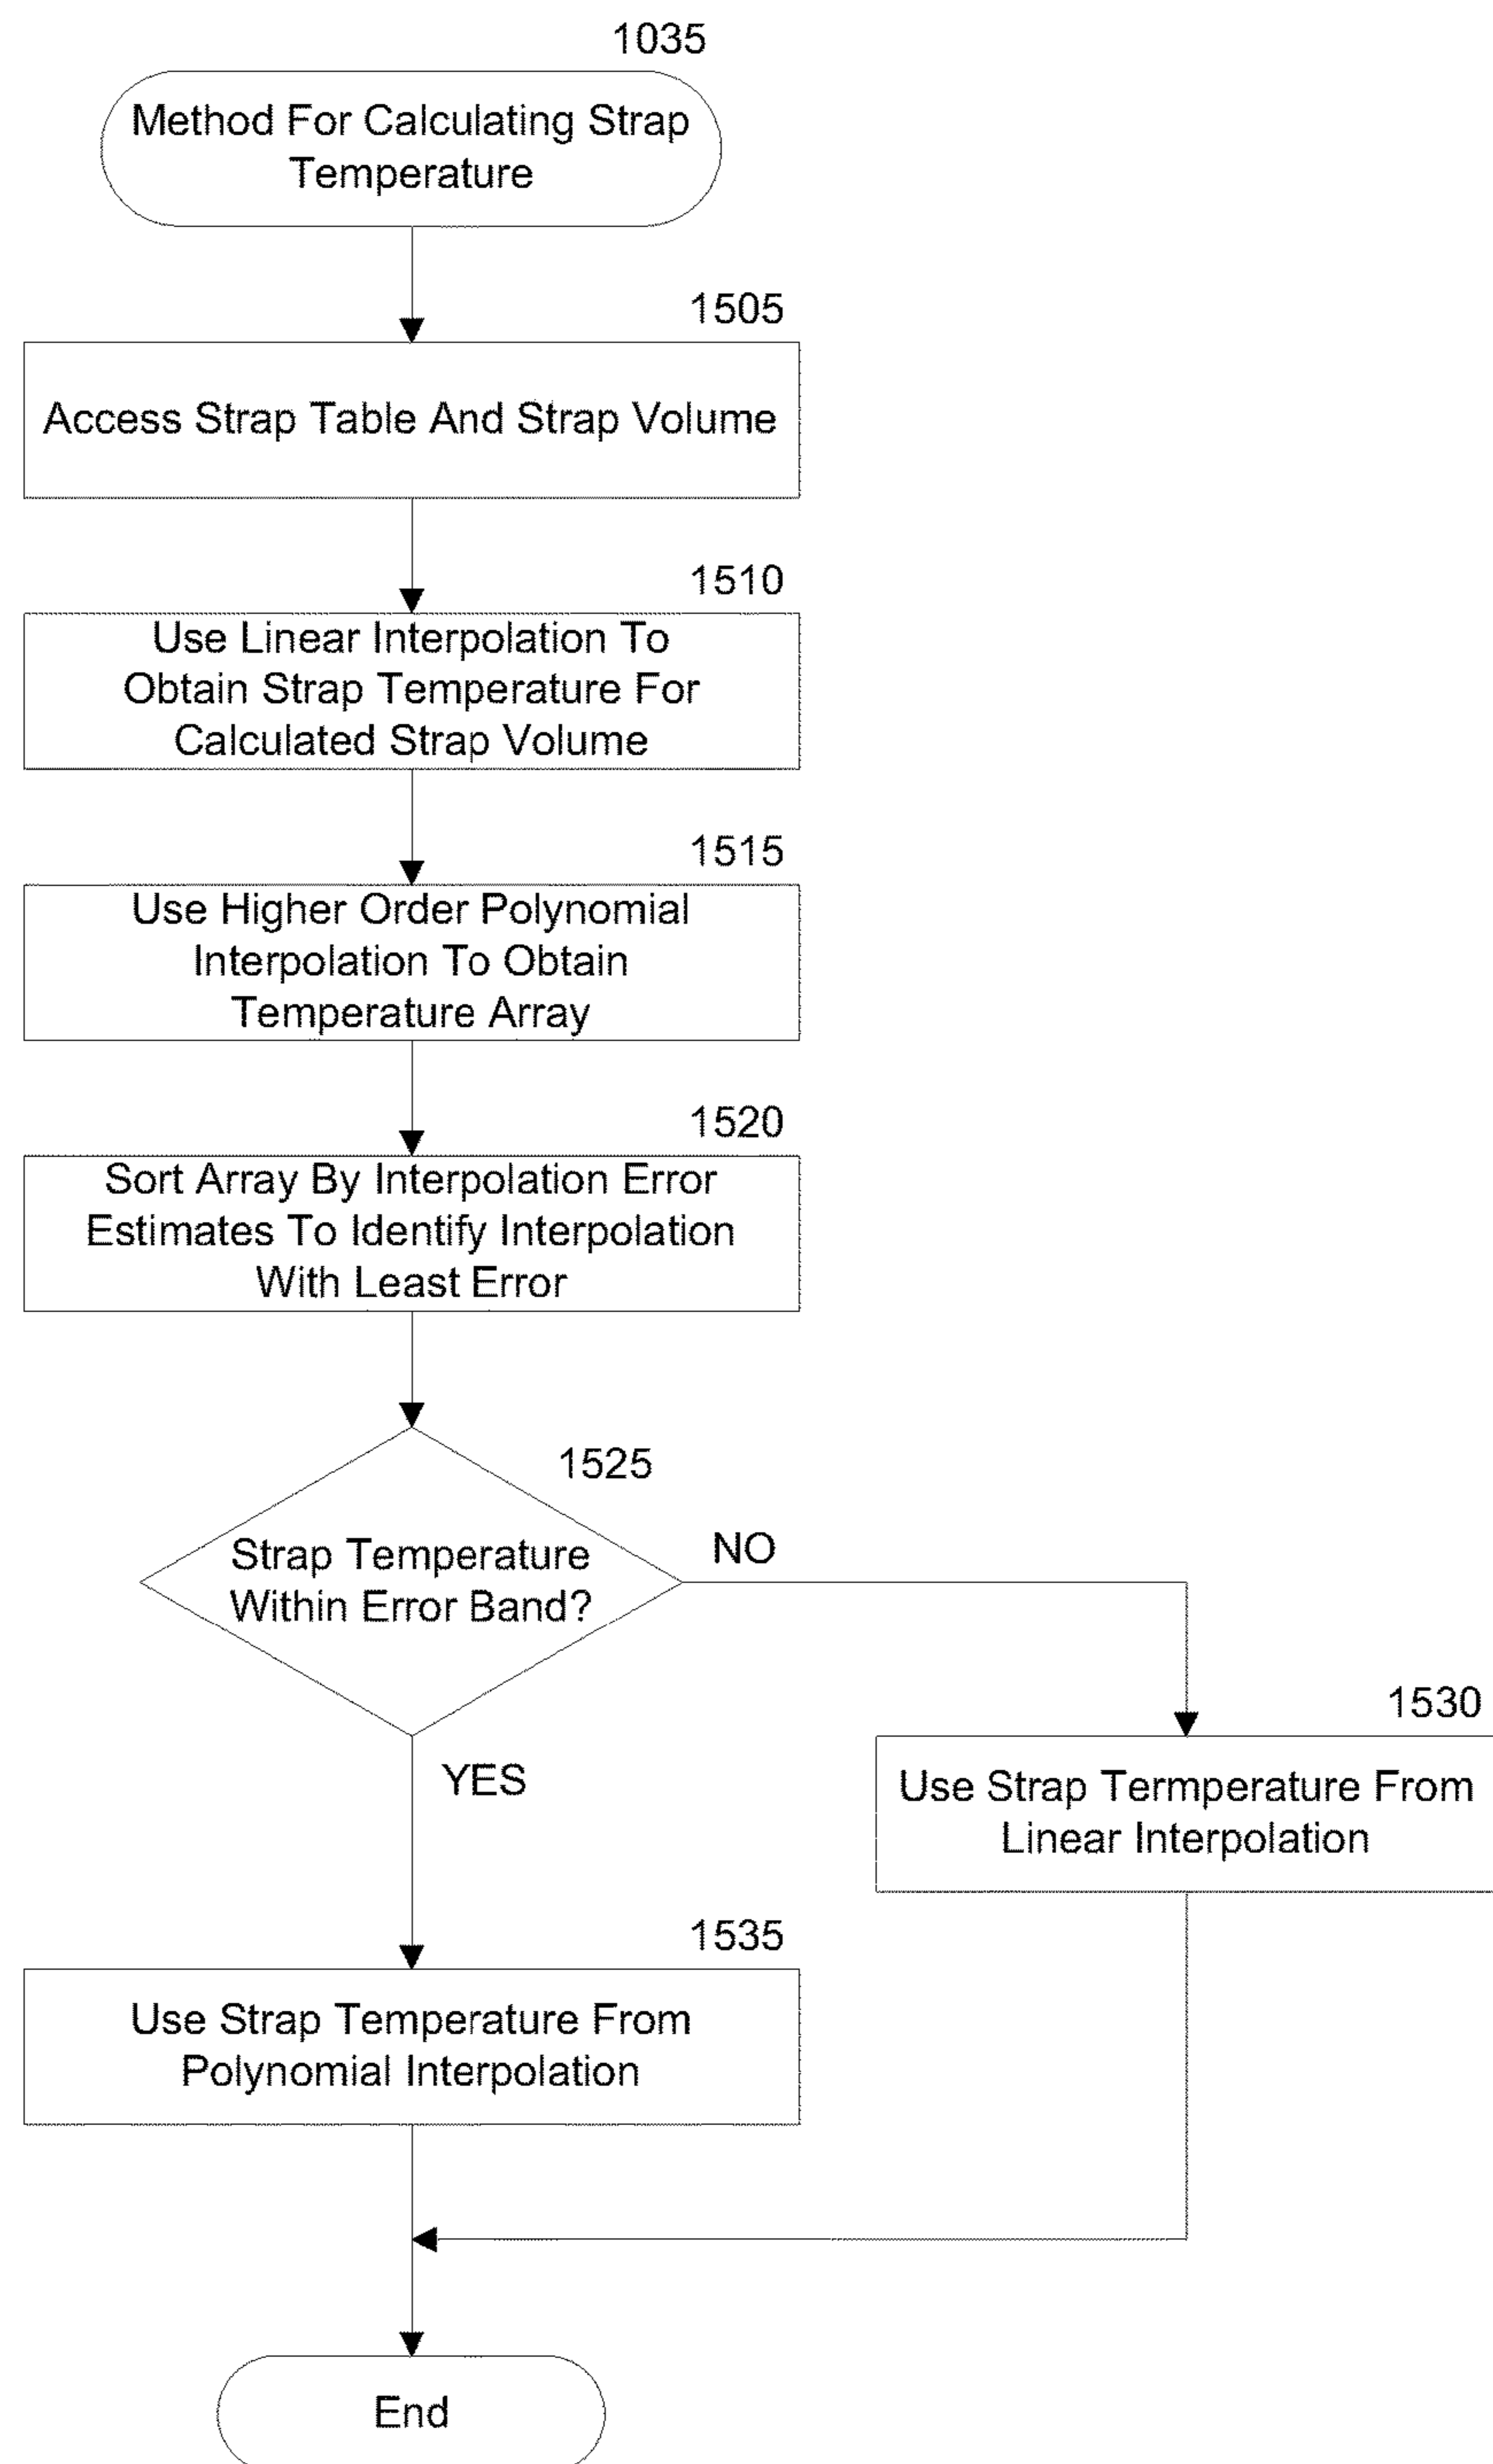 1035
Method For Calculating Strap
Temperature
1505
Access Strap Table And Strap Volume
1510
Use Linear Interpolation To
Obtain Strap Temperature For
Calculated Strap Volume
1515
Use Higher Order Polynomial
Interpolation To Obtain
Temperature Array
1520
Sort Array By Interpolation Error
Estimates To Identify Interpolation
With Least Error
1525
Strap Temperature
Within Error Band?
NO
YES
1530
Use Strap Termperature From
Linear Interpolation
1535
Use Strap Temperature From
Polynomial Interpolation
End